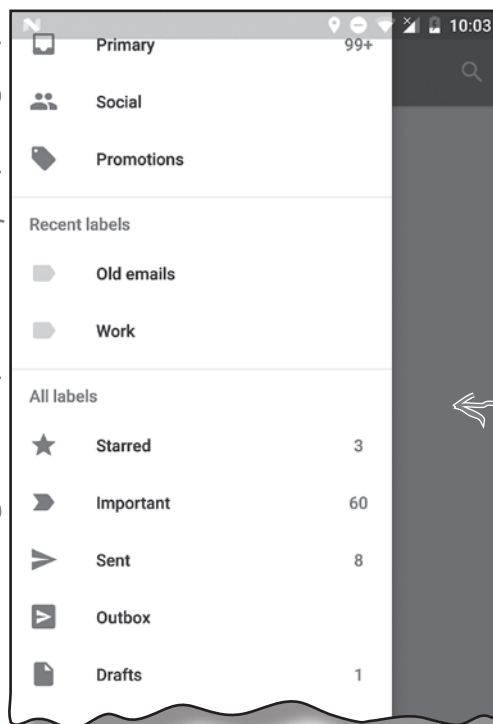 10:03
Primary 99+
Social
Promotions
Recent labels
Old emails
Work
All labels
Starred 3
Important 60
Sent 8
Outbox
Drafts 1